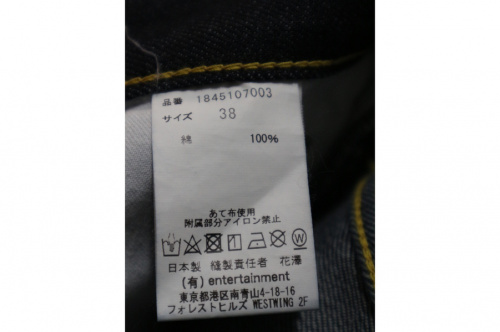 品番 1845107003
サイズ 38
綿 100%
あて布使用
附属部分アイロン禁止
日本製 縫製責任者 花澤
(有) entertainment
東京都港区南青山4-18-16
フォレストヒルズ WESTWING 2F